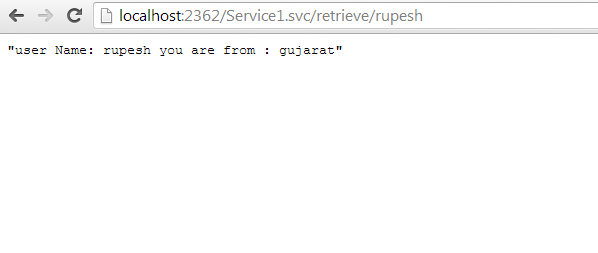 localhost:2362/Service1.svc/retrieve/rupesh
"user Name: rupesh you are from : gujarat"